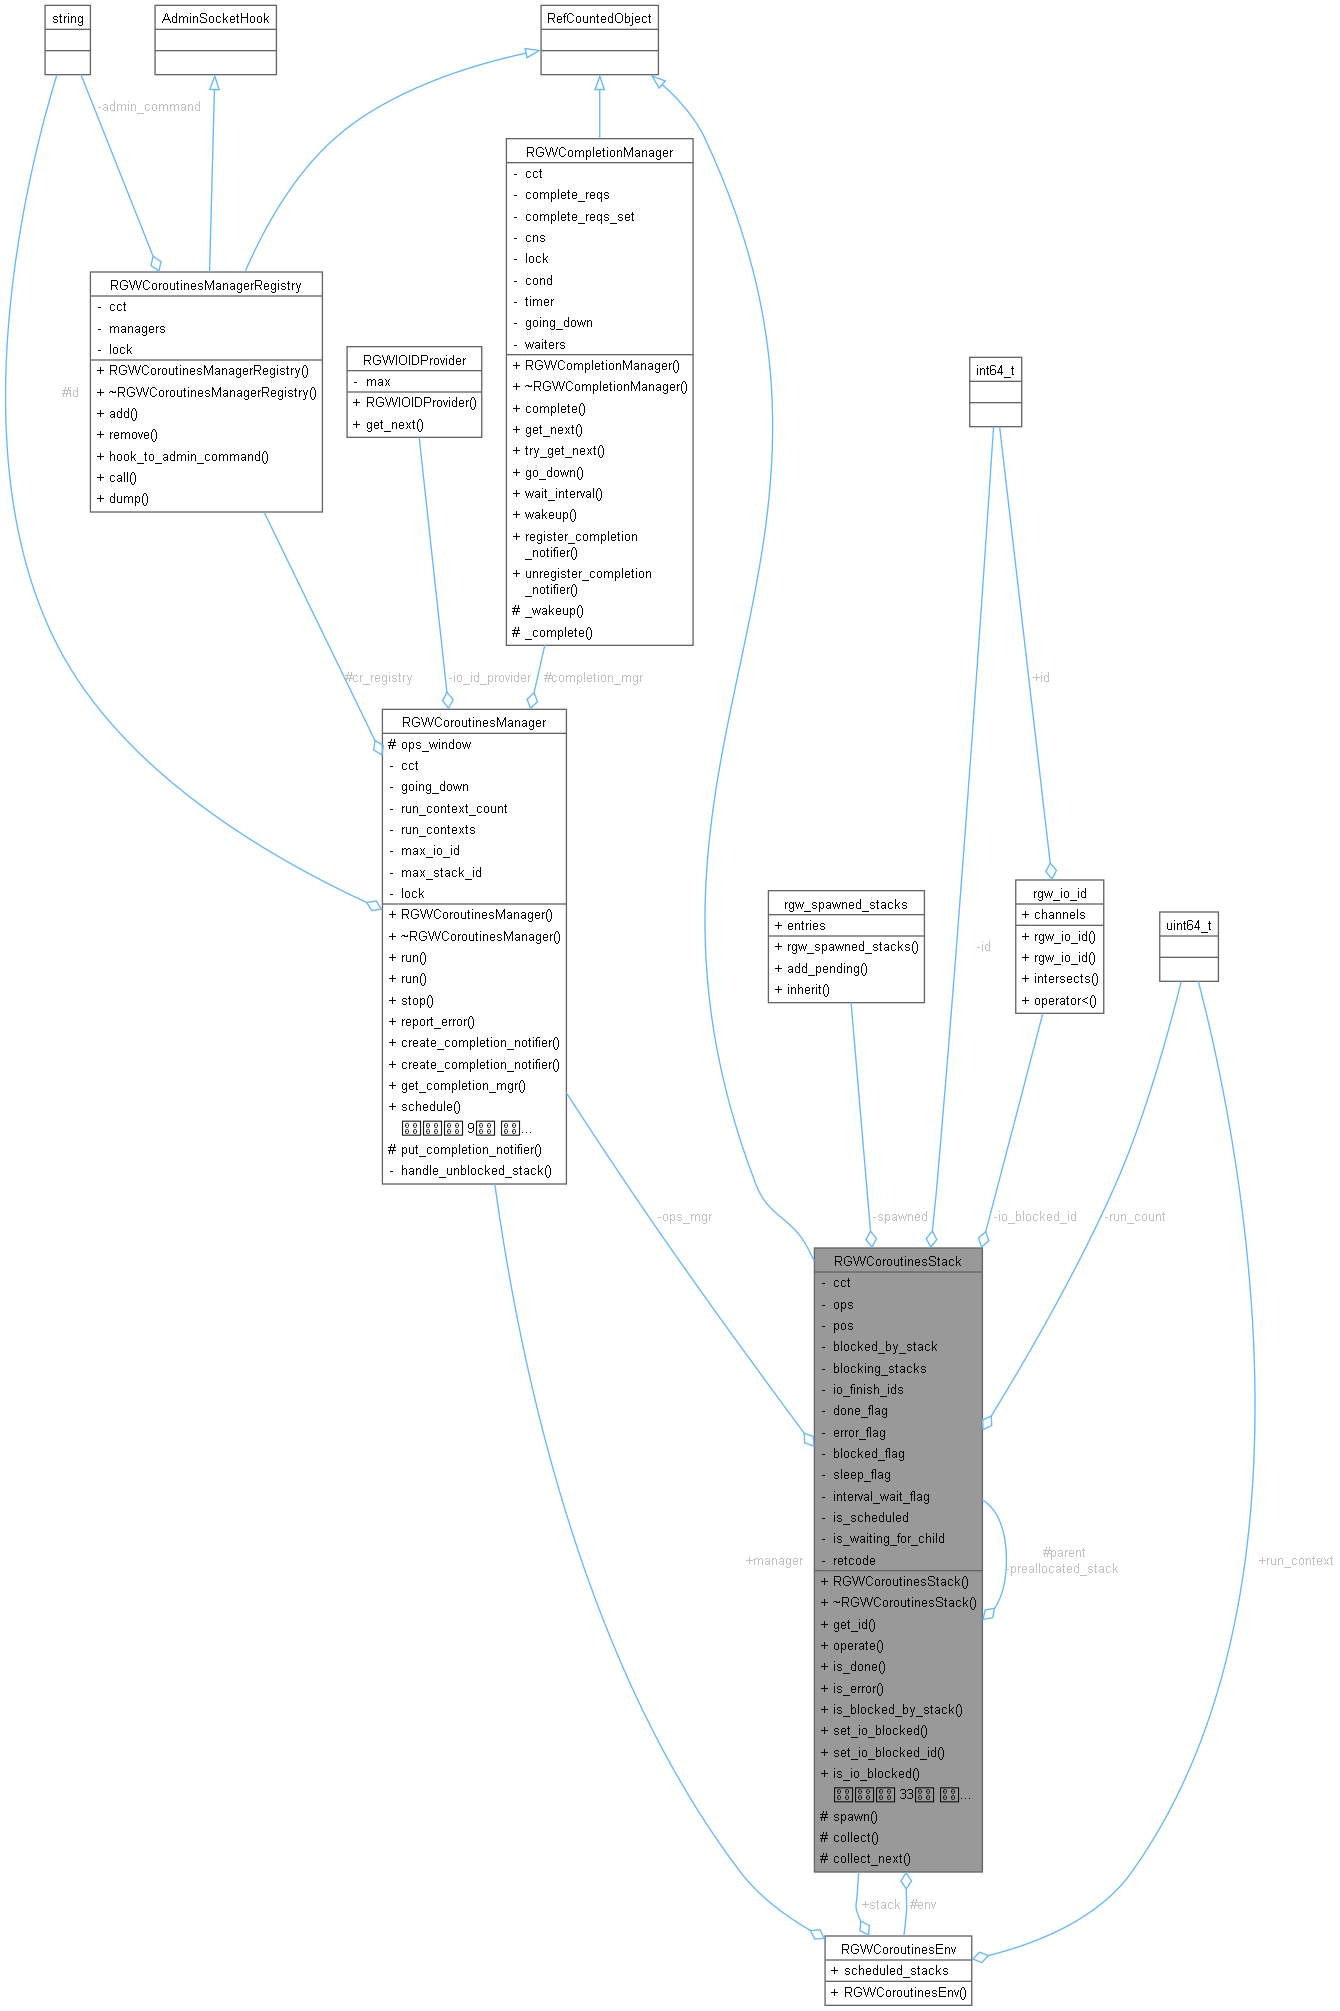 string
AdminSocketHook
RefCountedObject
-admin_command
RGWCompletionManager
- cct
- complete_reqs
- complete_reqs_set
- cns
- lock
- cond
- timer
- going_down
- waiters
+ RGWCompletionManager()
+ ~RGWCompletionManager()
+ complete()
+ get_next()
+ try_get_next()
+ go_down()
+ wait_interval()
+ wakeup()
+ register_completion
_notifier()
+ unregister_completion
_notifier()
# _wakeup()
# _complete()
RGWCoroutinesManagerRegistry
- cct
- managers
- lock
+ RGWCoroutinesManagerRegistry()
+ ~RGWCoroutinesManagerRegistry()
+ add()
+ remove()
+ hook_to_admin_command()
+ call()
+ dump()
RGWIOIDProvider
- max
+ RGWIOIDProvider()
+ get_next()
int64_t
#id
#cr_registry
-io_id_provider
#completion_mgr
+id
RGWCoroutinesManager
# ops_window
- cct
- going_down
- run_context_count
- run_contexts
- max_io_id
- max_stack_id
- lock
+ RGWCoroutinesManager()
+ ~RGWCoroutinesManager()
+ run()
+ run()
+ stop()
+ report_error()
+ create_completion_notifier()
+ create_completion_notifier()
+ get_completion_mgr()
+ schedule()
9 ...
# put_completion_notifier()
- handle_unblocked_stack()
rgw_spawned_stacks
+ entries
+ rgw_spawned_stacks()
+ add_pending()
+ inherit()
-id
rgw_io_id
+ channels
+ rgw_io_id()
+ rgw_io_id()
+ intersects()
+ operator<()
uint64_t
-ops_mgr
-spawned
-io_blocked_id
-run_count
RGWCoroutinesStack
- cct
- ops
- pos
- blocked_by_stack
- blocking_stacks
- io_finish_ids
- done_flag
- error_flag
- blocked_flag
- sleep_flag
- interval_wait_flag
- is_scheduled
- is_waiting_for_child
- retcode
+ RGWCoroutinesStack()
+ ~RGWCoroutinesStack()
+ get_id()
+ operate()
+ is_done()
+ is_error()
+ is_blocked_by_stack()
+ set_io_blocked()
+ set_io_blocked_id()
+ is_io_blocked()
33 ...
# spawn()
# collect()
# collect_next()
+manager
#parent
-preallocated_stack
+run_context
+stack
#env
RGWCoroutinesEnv
+ scheduled_stacks
+ RGWCoroutinesEnv()